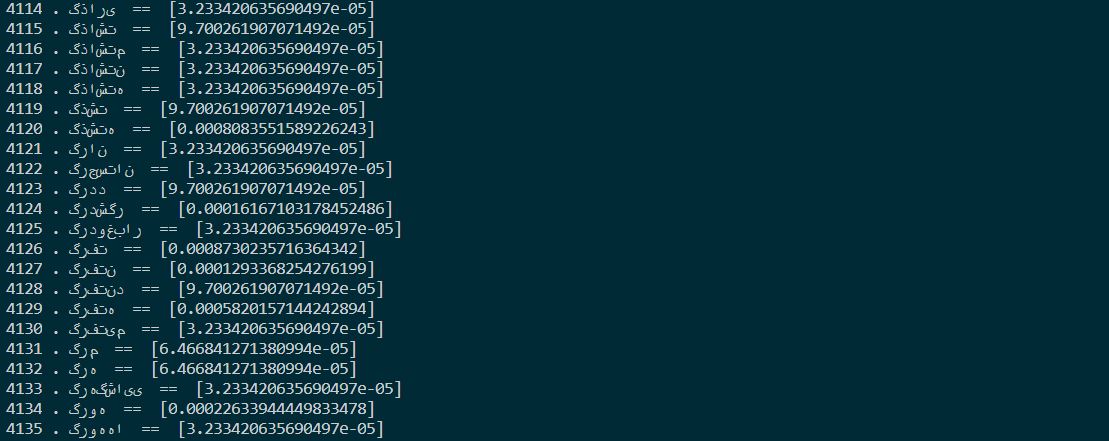 4114 . گذاری == [3.233420635690497e-05]
4115 . گذاشت == [9.700261907071492e-05]
4116 . گذاشتم == [3.233420635690497e-05]
4117 . گذاشتن == [3.233420635690497e-05]
4118 . گذاشته == [3.233420635690497e-05]
4119 . گذشت == [9.700261907071492e-05]
4120 . گذشته == [0.0008083551589226243]
4121 . گران == [3.233420635690497e-05]
4122 . گرجستان == [3.233420635690497e-05]
4123 . گردد == [9.700261907071492e-05]
4124 . گردشگر == [0.00016167103178452486]
4125 . گردوغبار == [3.233420635690497e-05]
4126 . گرفت == [0.0008730235716364342]
4127 . گرفتن == [0.0001293368254276199]
4128 . گرفتند == [9.700261907071492e-05]
4129 . گرفته == [0.0005820157144242894]
4130 . گرفتیم == [3.233420635690497e-05]
4131 . گرم == [6.466841271380994e-05]
4132 . گره == [6.466841271380994e-05]
4133 . گرهگشایی == [3.233420635690497e-05]
4134 . گروه == [0.00022633944449833478]
4135 . گروهها == [3.233420635690497e-05]